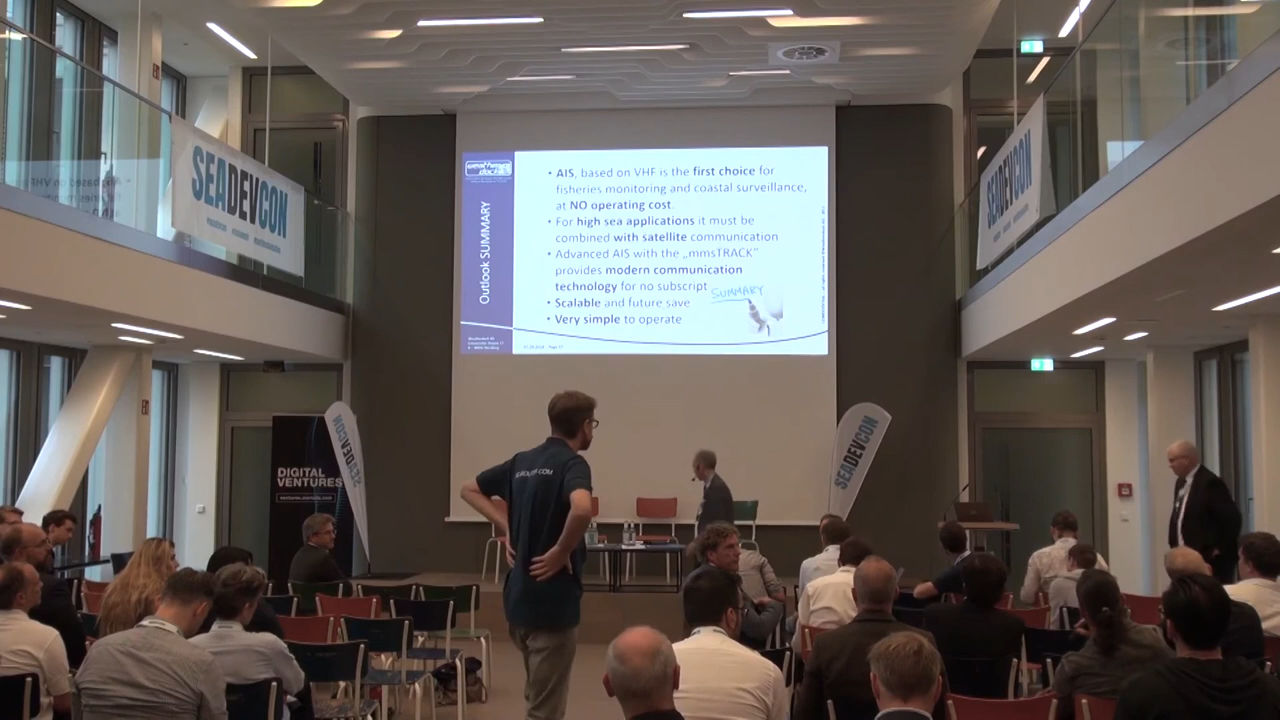 SEADEVCON
SEADEVCON
Outlook SUMMARY
• AIS, based on VHF is the first choice for
fisheries monitoring and coastal surveillance,
at NO operating cost.
• For high sea applications it must be
combined with satellite communication
• Advanced AIS with the „mmsTRACK"
provides modern communication
technology for no subscript
SUMMARY
• Scalable and future save
• Very simple to operate
SEADEVCON
SEADEVCON
DIGITAL
VENTURES